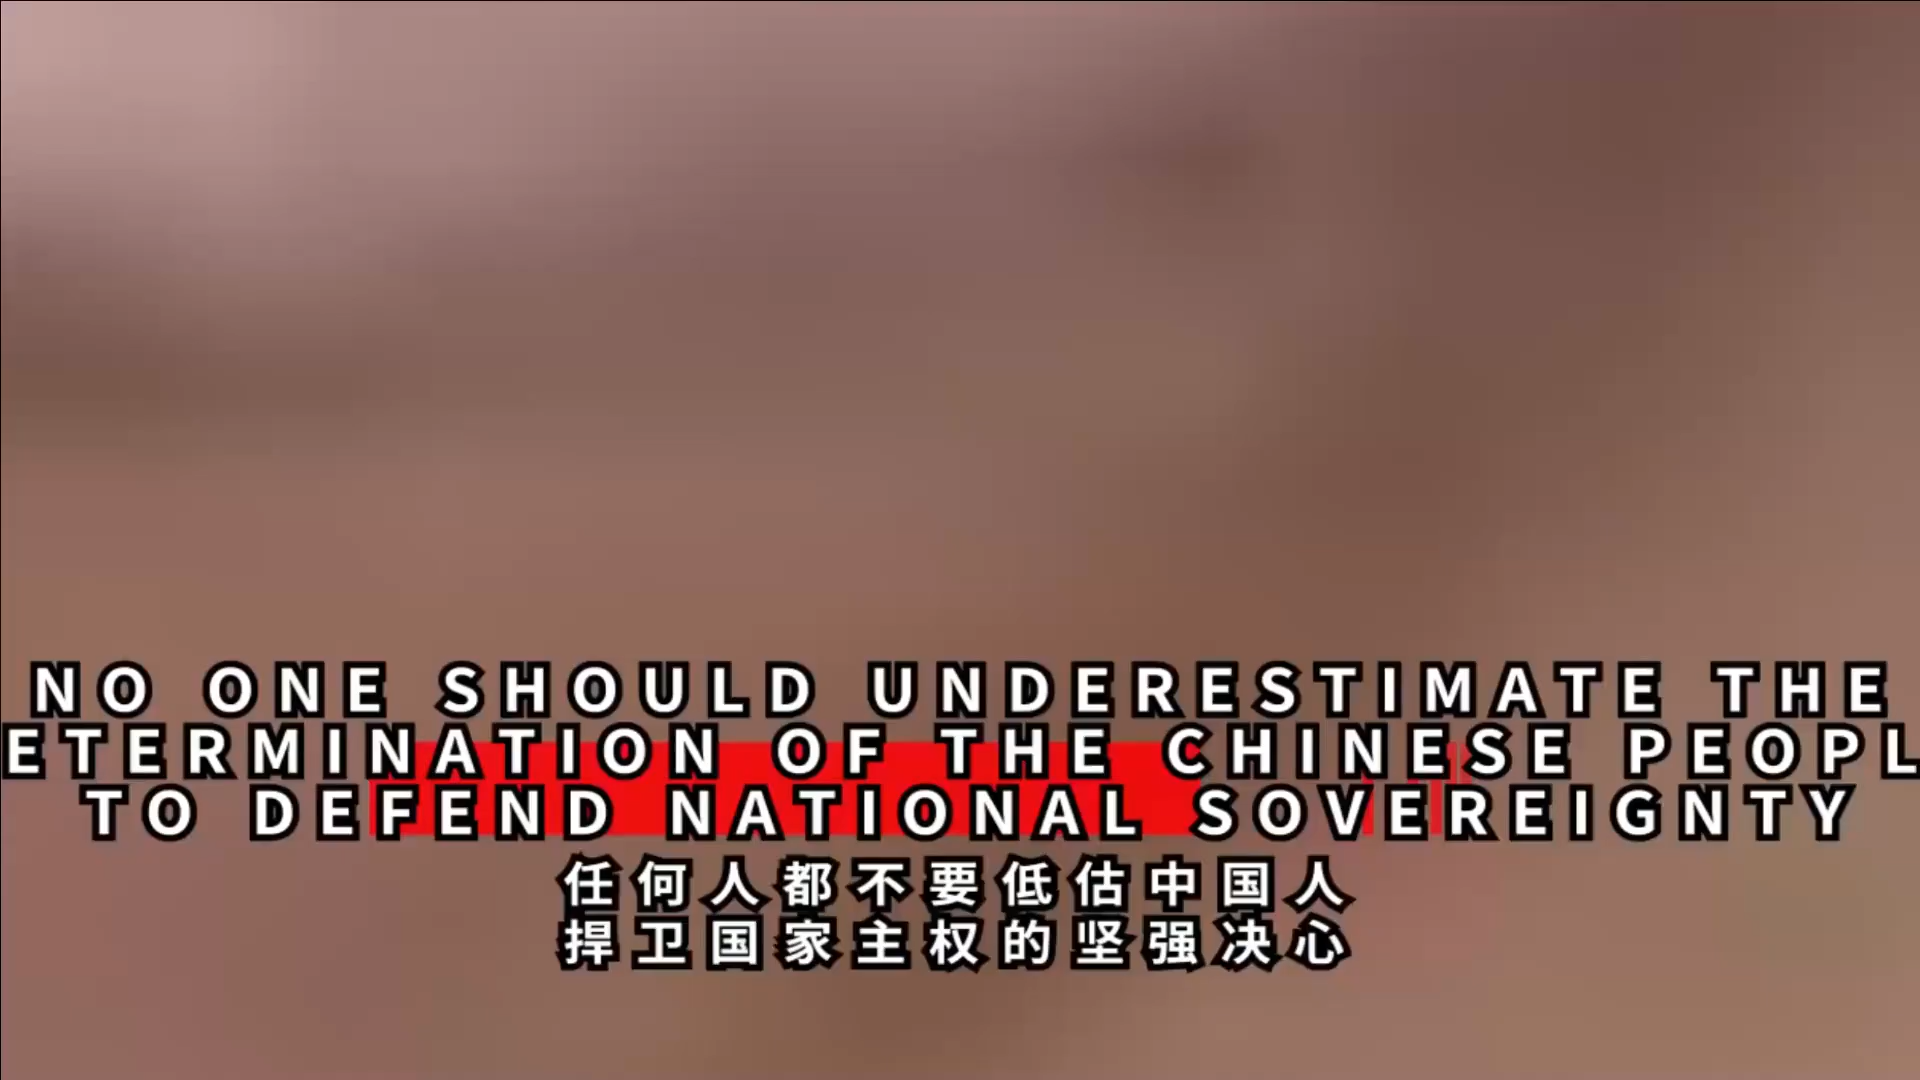 NO ONE SHOULD UNDERESTIMATE THE
ETERMINATION OF THE CHINESE PEOPL
TO DEFEND NATIONAL SOVEREIGNTY
任何人都不要低估中国人
捍卫国家主权的坚强决心